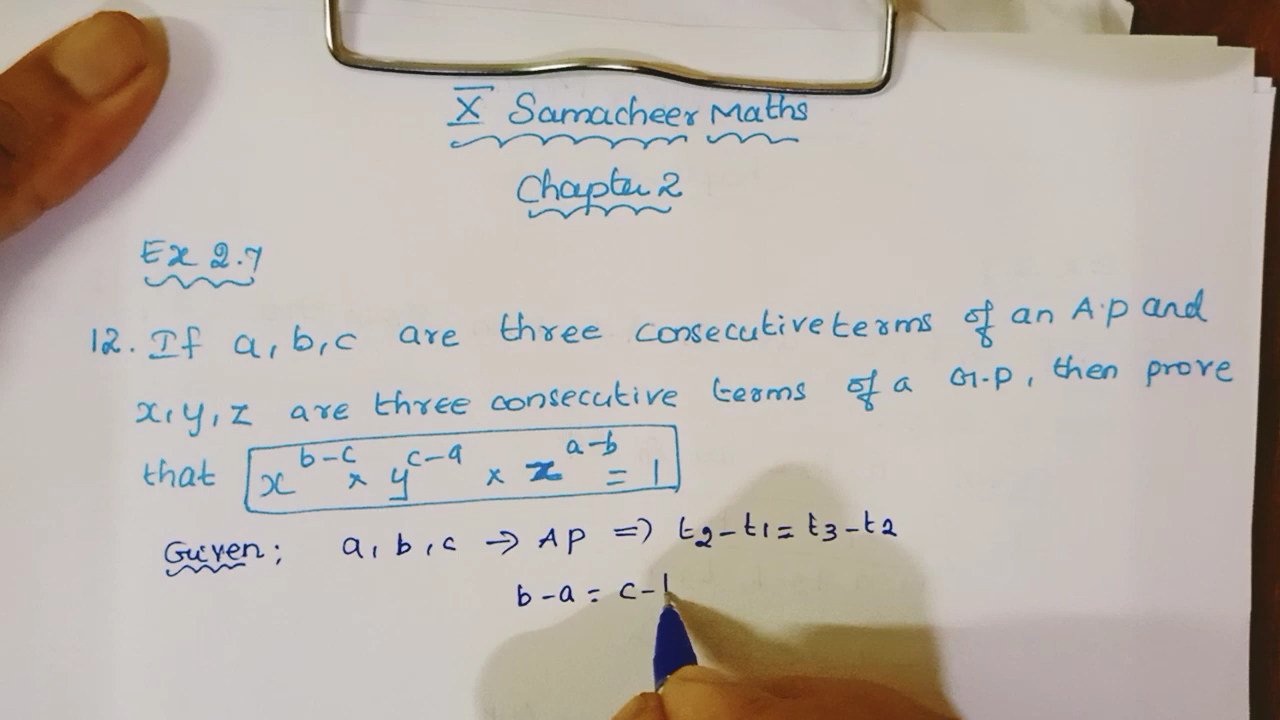 X Samacheer Maths
Chapter 2
Ex 2.7
12. If a, b, c are three consecutive terms of an A.P and
x, y, z are three consecutive terms of a G.P, then prove
that x^{b-c} × y^{c-a} × z^{a-b} = 1
Given: a, b, c → AP ⇒ t₂-t₁ = t₃-t₂
b-a = c-